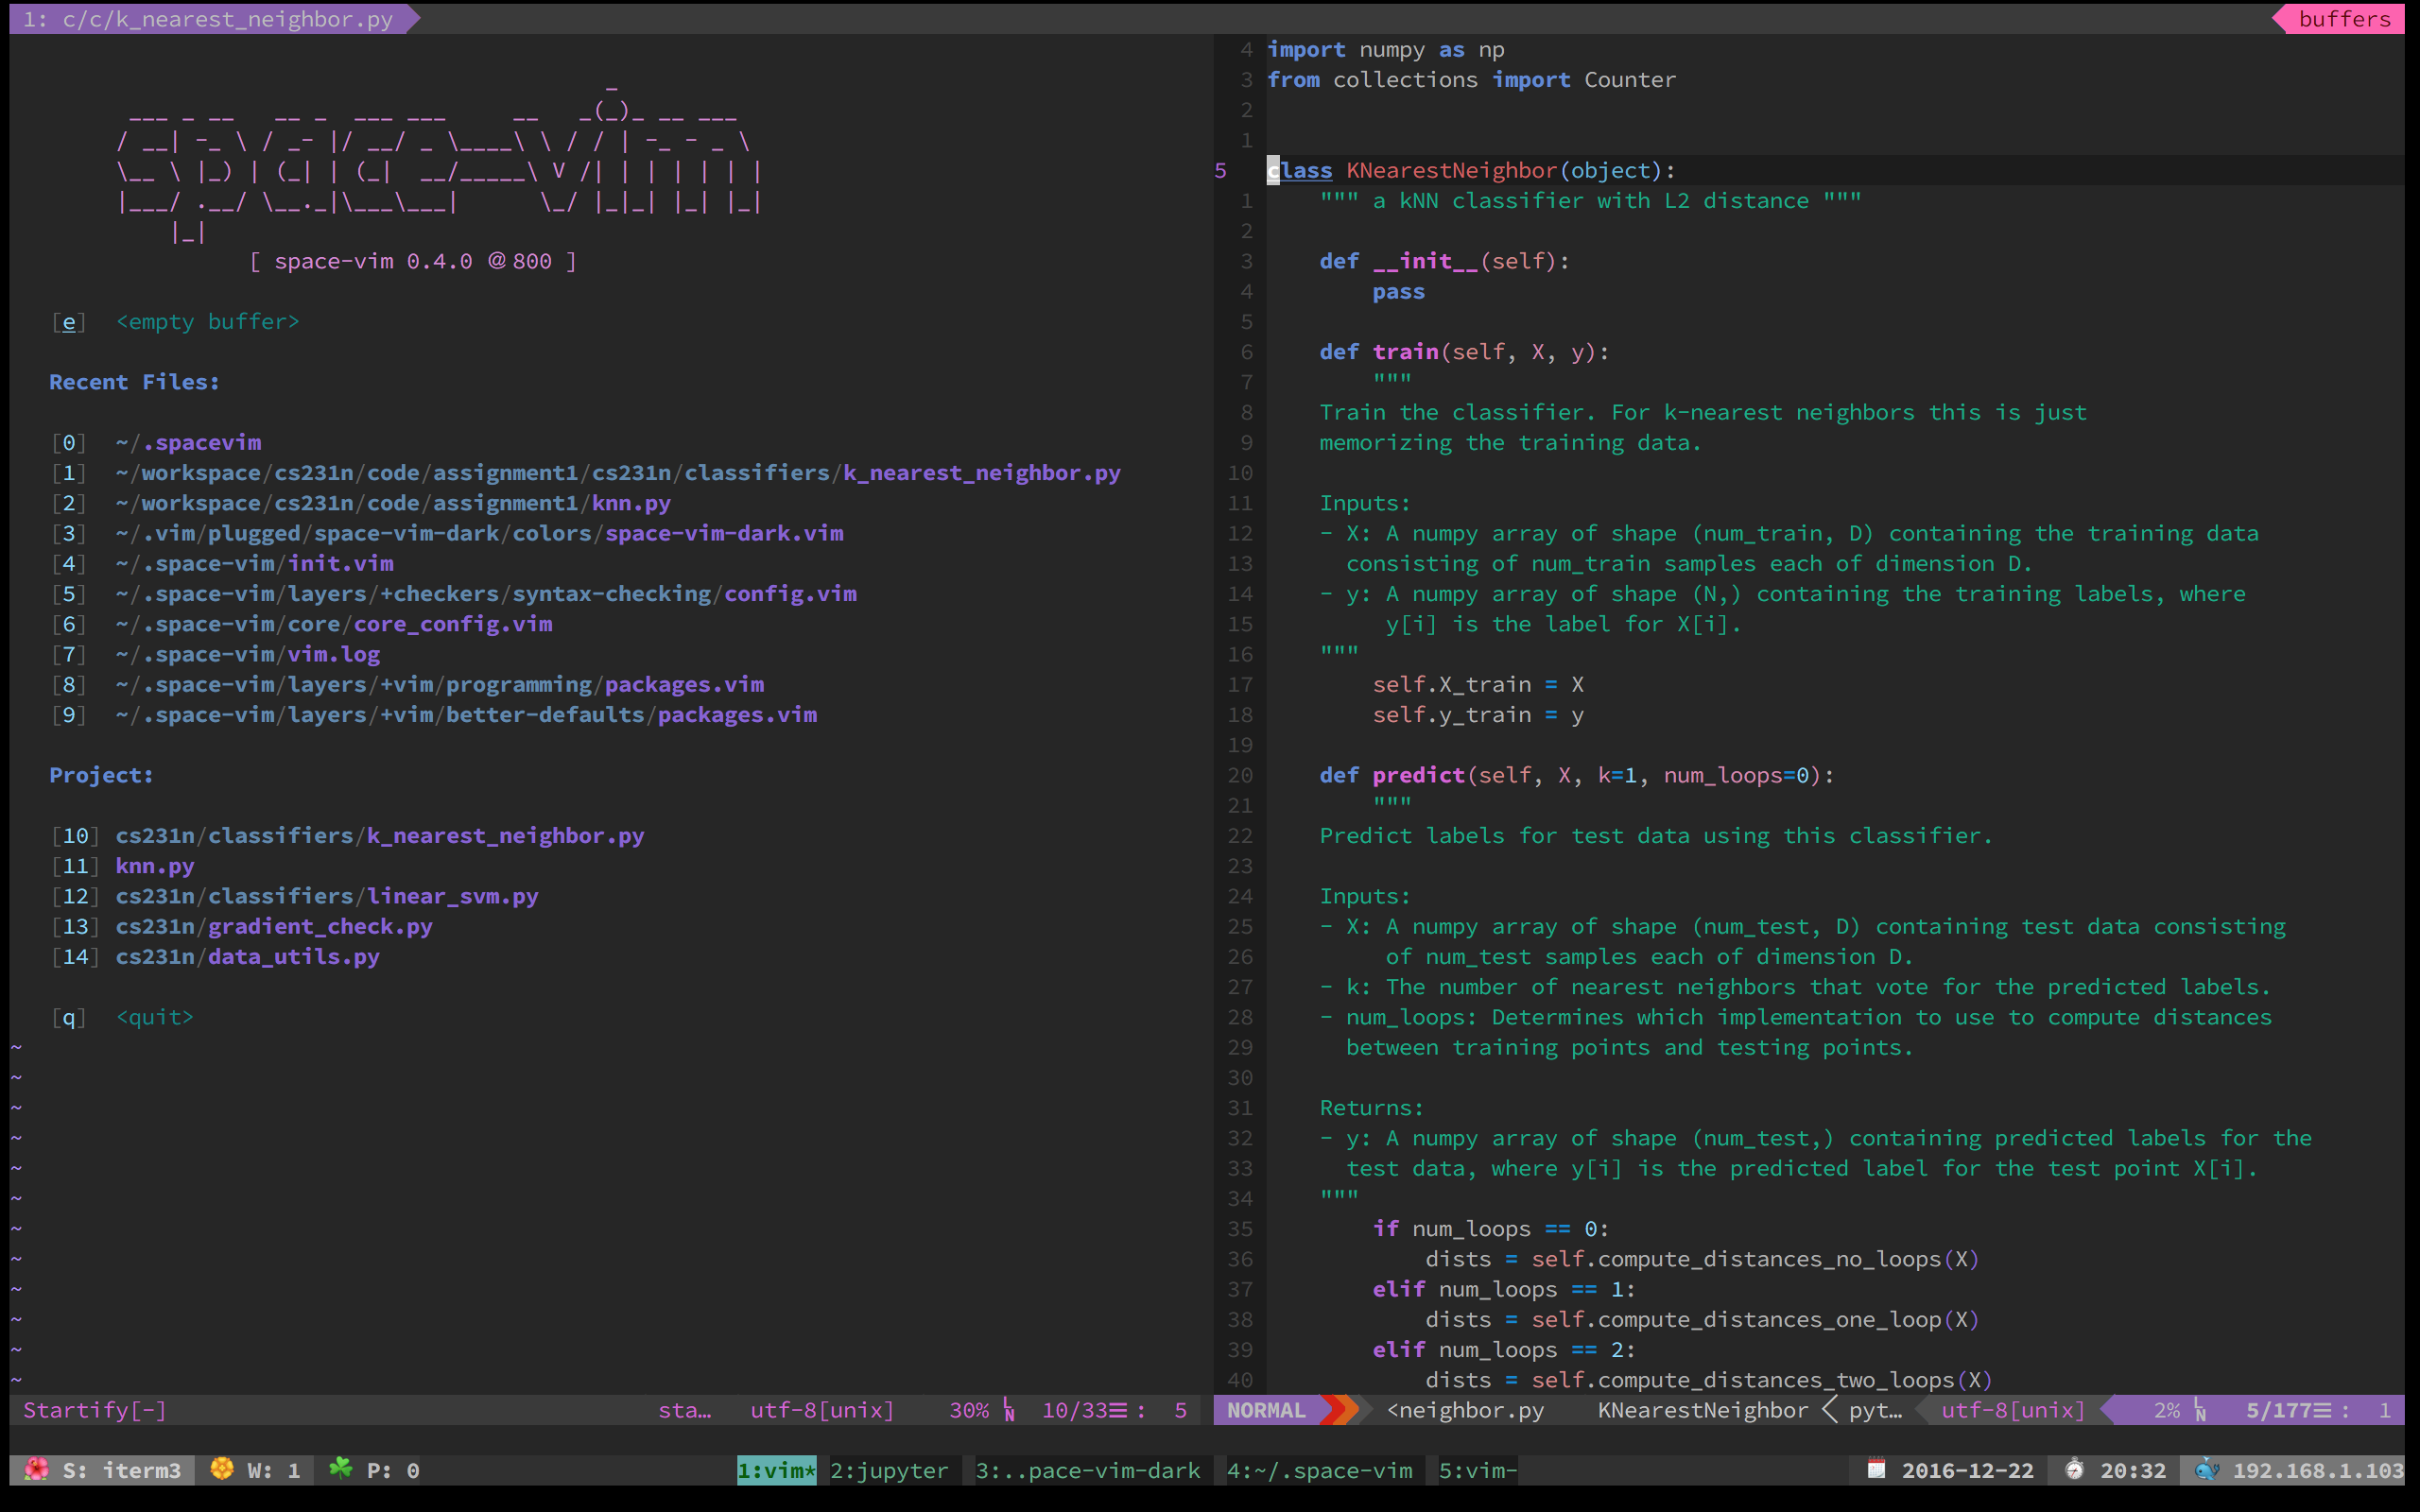 1: c/c/k_nearest_neighbor.py
buffers
[ space-vim 0.4.0 @800 ]
[e] <empty buffer>
Recent Files:
[0] ~/.spacevim
[1] ~/workspace/cs231n/code/assignment1/cs231n/classifiers/k_nearest_neighbor.py
[2] ~/workspace/cs231n/code/assignment1/knn.py
[3] ~/.vim/plugged/space-vim-dark/colors/space-vim-dark.vim
[4] ~/.space-vim/init.vim
[5] ~/.space-vim/layers/+checkers/syntax-checking/config.vim
[6] ~/.space-vim/core/core_config.vim
[7] ~/.space-vim/vim.log
[8] ~/.space-vim/layers/+vim/programming/packages.vim
[9] ~/.space-vim/layers/+vim/better-defaults/packages.vim
Project:
[10] cs231n/classifiers/k_nearest_neighbor.py
[11] knn.py
[12] cs231n/classifiers/linear_svm.py
[13] cs231n/gradient_check.py
[14] cs231n/data_utils.py
[q] <quit>
~
~
~
~
~
~
~
~
~
~
~
~
Startify[-] sta… utf-8[unix] 30% LN 10/33☰ : 5
4 import numpy as np
3 from collections import Counter
2
1
5 class KNearestNeighbor(object):
1 """ a kNN classifier with L2 distance """
2
3 def __init__(self):
4 pass
5
6 def train(self, X, y):
7 """
8 Train the classifier. For k-nearest neighbors this is just
9 memorizing the training data.
10
11 Inputs:
12 - X: A numpy array of shape (num_train, D) containing the training data
13 consisting of num_train samples each of dimension D.
14 - y: A numpy array of shape (N,) containing the training labels, where
15 y[i] is the label for X[i].
16 """
17 self.X_train = X
18 self.y_train = y
19
20 def predict(self, X, k=1, num_loops=0):
21 """
22 Predict labels for test data using this classifier.
23
24 Inputs:
25 - X: A numpy array of shape (num_test, D) containing test data consisting
26 of num_test samples each of dimension D.
27 - k: The number of nearest neighbors that vote for the predicted labels.
28 - num_loops: Determines which implementation to use to compute distances
29 between training points and testing points.
30
31 Returns:
32 - y: A numpy array of shape (num_test,) containing predicted labels for the
33 test data, where y[i] is the predicted label for the test point X[i].
34 """
35 if num_loops == 0:
36 dists = self.compute_distances_no_loops(X)
37 elif num_loops == 1:
38 dists = self.compute_distances_one_loop(X)
39 elif num_loops == 2:
40 dists = self.compute_distances_two_loops(X)
NORMAL <neighbor.py KNearestNeighbor < pyt… utf-8[unix] 2% LN 5/177☰ : 1
S: iterm3 W: 1 P: 0 1:vim* 2:jupyter 3:..pace-vim-dark 4:~/.space-vim 5:vim- 2016-12-22 20:32 192.168.1.103